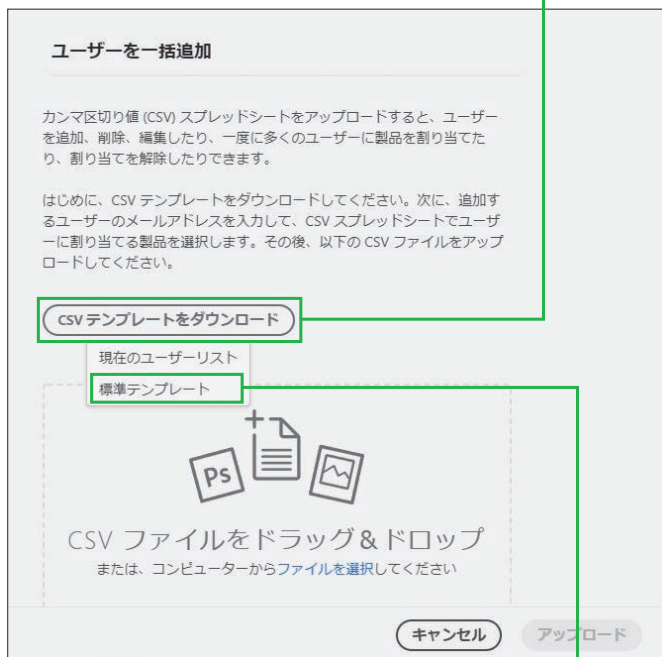 ユーザーを一括追加
カンマ区切り値 (CSV) スプレッドシートをアップロードすると、ユーザー
を追加、削除、編集したり、一度に多くのユーザーに製品を割り当てた
り、割り当てを解除したりできます。
はじめに、CSV テンプレートをダウンロードしてください。次に、追加す
るユーザーのメールアドレスを入力して、CSV スプレッドシートでユーザ
ーに割り当てる製品を選択します。その後、以下の CSV ファイルをアップ
ロードしてください。
CSV テンプレートをダウンロード
現在のユーザーリスト
標準テンプレート
Ps
CSV ファイルをドラッグ＆ドロップ
または、コンピューターからファイルを選択してください
キャンセル
アップロード